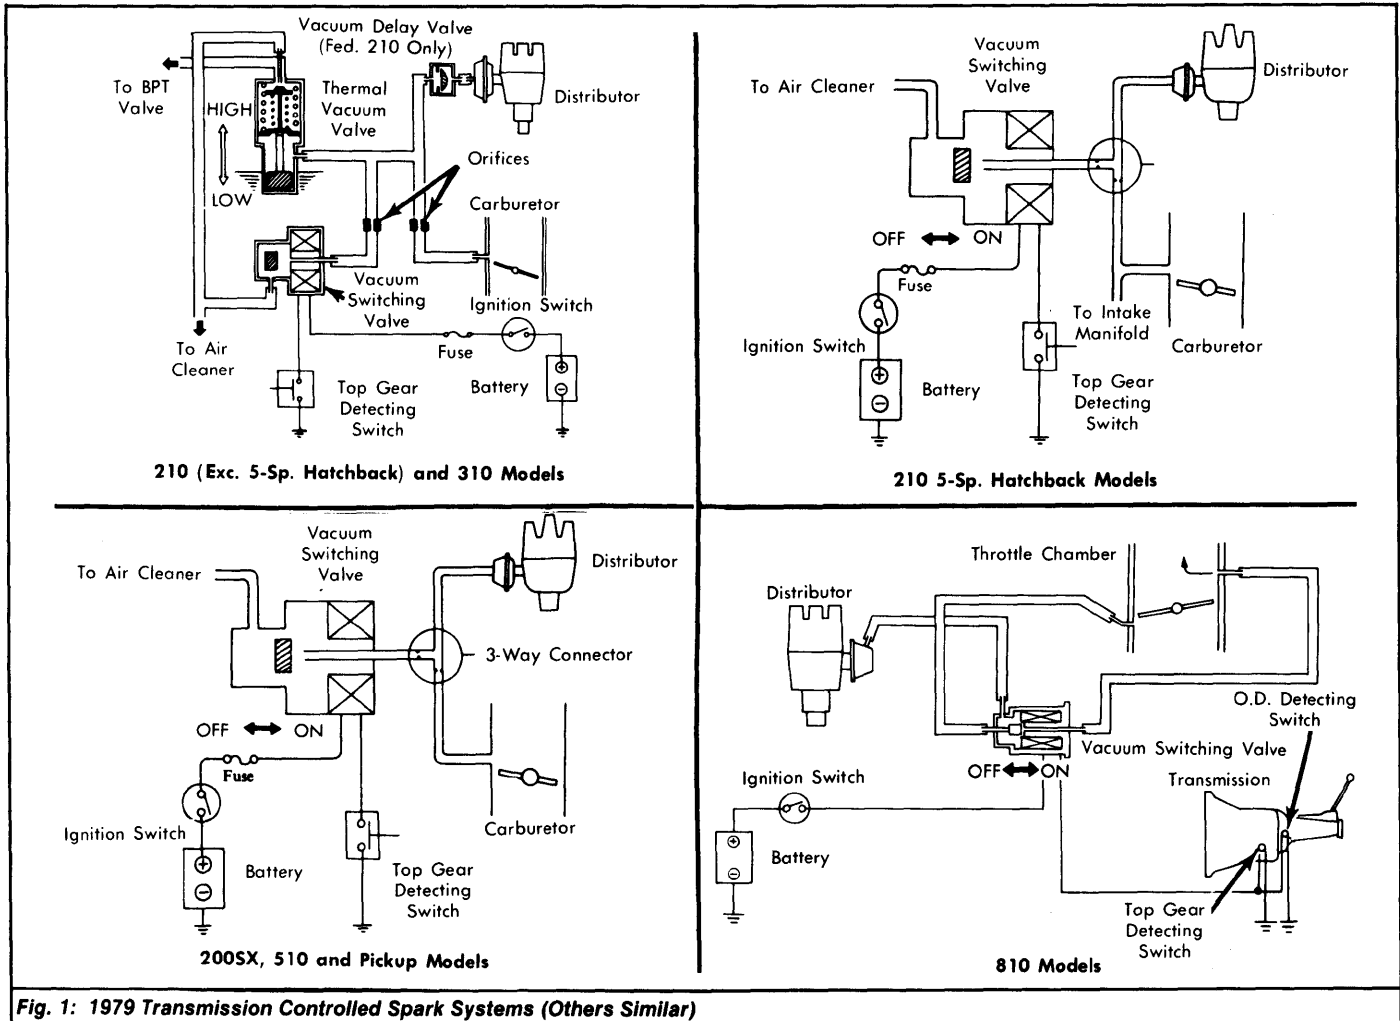 Vacuum Delay Valve
(Fed. 210 Only)
To BPT
Valve
HIGH
LOW
Thermal
Vacuum
Valve
Distributor
Orifices
Carburetor
Vacuum
Switching
Valve
Ignition Switch
To Air
Cleaner
Fuse
Top Gear
Detecting
Switch
Battery
210 (Exc. 5-Sp. Hatchback) and 310 Models
Vacuum
Switching
Valve
To Air Cleaner
Distributor
OFF
ON
Fuse
Ignition Switch
To Intake
Manifold
Carburetor
Battery
Top Gear
Detecting
Switch
210 5-Sp. Hatchback Models
Vacuum
Switching
Valve
To Air Cleaner
Distributor
3-Way Connector
OFF
ON
Fuse
Ignition Switch
Carburetor
Battery
Top Gear
Detecting
Switch
200SX, 510 and Pickup Models
Throttle Chamber
Distributor
O.D. Detecting
Switch
Vacuum Switching Valve
OFF
ON
Ignition Switch
Transmission
Battery
Top Gear
Detecting
Switch
810 Models
Fig. 1: 1979 Transmission Controlled Spark Systems (Others Similar)